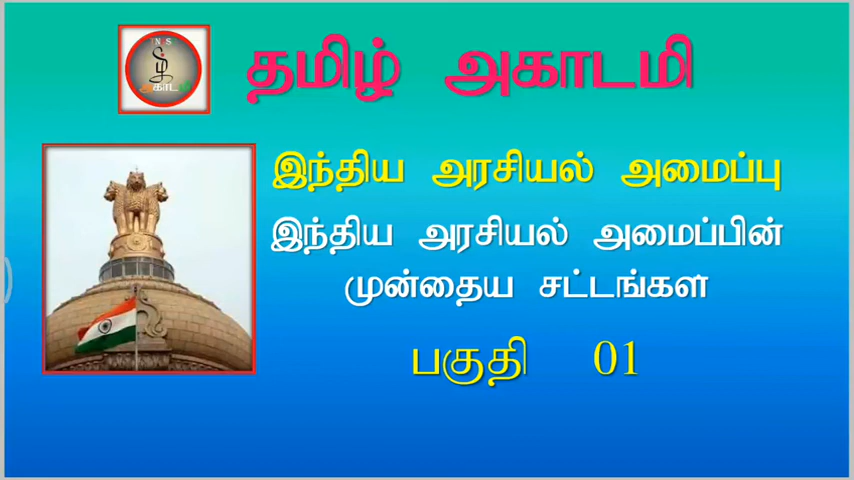 தமிழ் அகாடமி
இந்திய அரசியல் அமைப்பு
இந்திய அரசியல் அமைப்பின்
முன்தைய சட்டங்கள
பகுதி 01